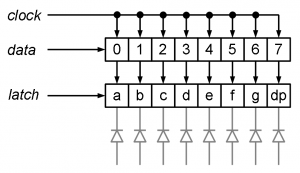 clock
data 0 1 2 3 4 5 6 7
latch a b c d e f g dp